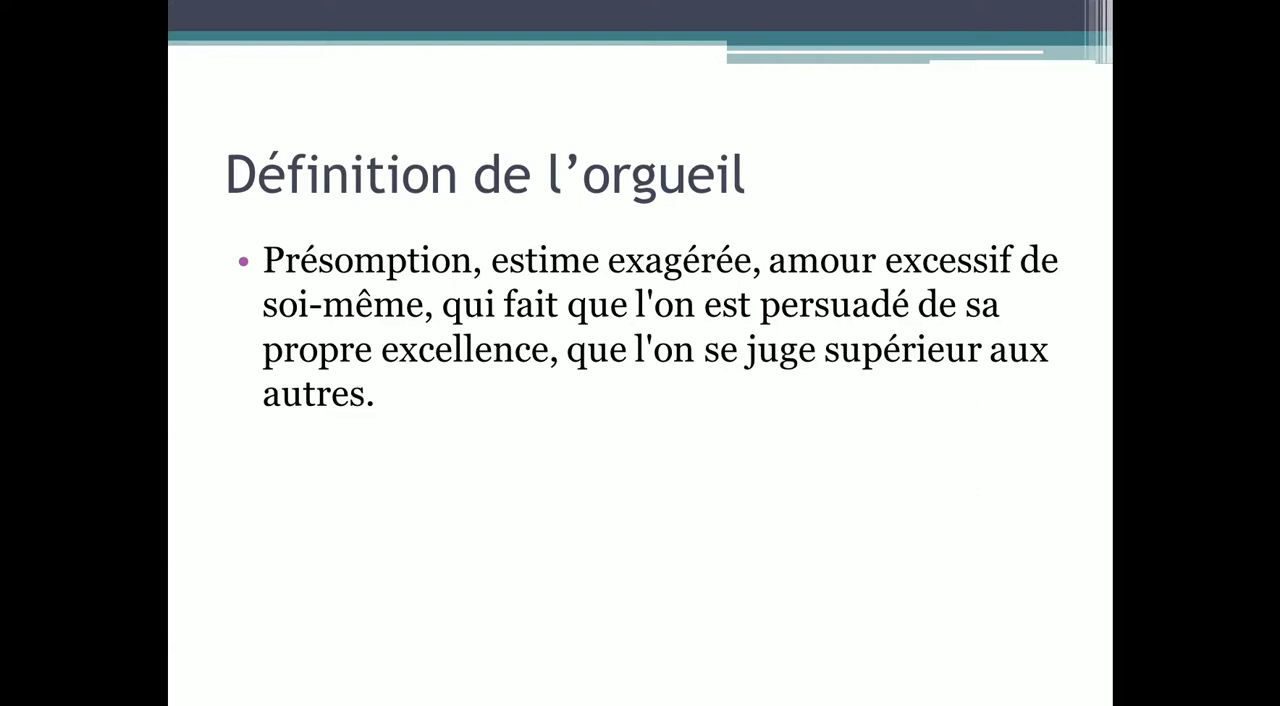 Définition de l’orgueil
• Présomption, estime exagérée, amour excessif de
soi-même, qui fait que l'on est persuadé de sa
propre excellence, que l'on se juge supérieur aux
autres.